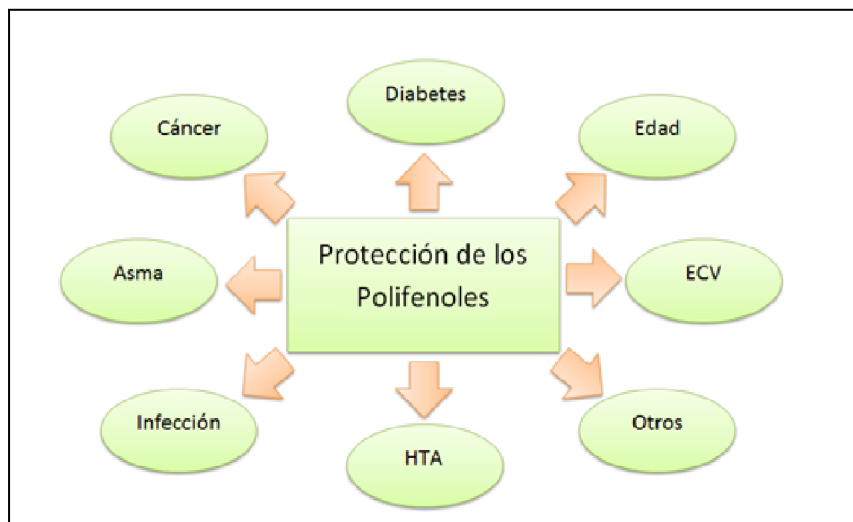 Diabetes
Cáncer
Edad
Asma
Protección de los
Polifenoles
ECV
Infección
HTA
Otros